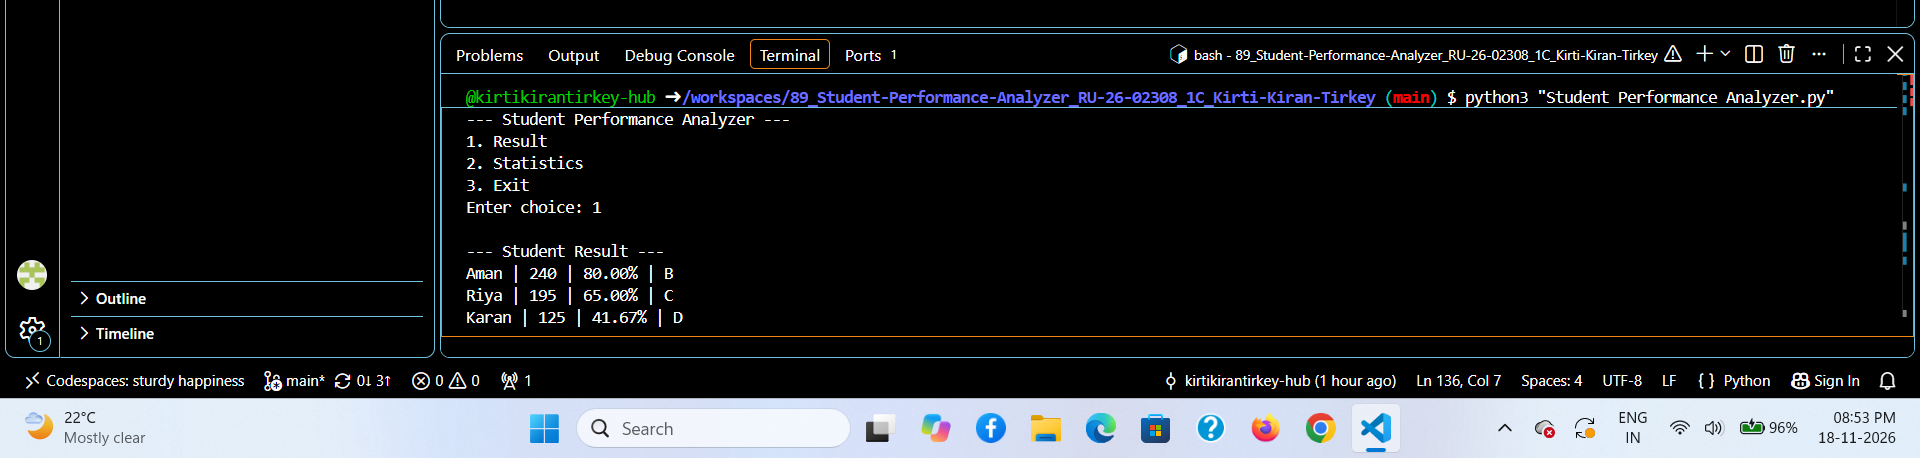 Problems Output Debug Console Terminal Ports 1 bash - 89_Student-Performance-Analyzer_RU-26-02308_1C_Kirti-Kiran-Tirkey
@kirtikirantirkey-hub ➜/workspaces/89_Student-Performance-Analyzer_RU-26-02308_1C_Kirti-Kiran-Tirkey (main) $ python3 "Student Performance Analyzer.py"
--- Student Performance Analyzer ---
1. Result
2. Statistics
3. Exit
Enter choice: 1
--- Student Result ---
Aman | 240 | 80.00% | B
Riya | 195 | 65.00% | C
Karan | 125 | 41.67% | D
Outline
Timeline
1
Codespaces: sturdy happiness main* 0↓ 3↑ 0 0 1 kirtikirantirkey-hub (1 hour ago) Ln 136, Col 7 Spaces: 4 UTF-8 LF { } Python Sign In
22°C
Mostly clear
Search
ENG
IN
96%
08:53 PM
18-11-2026